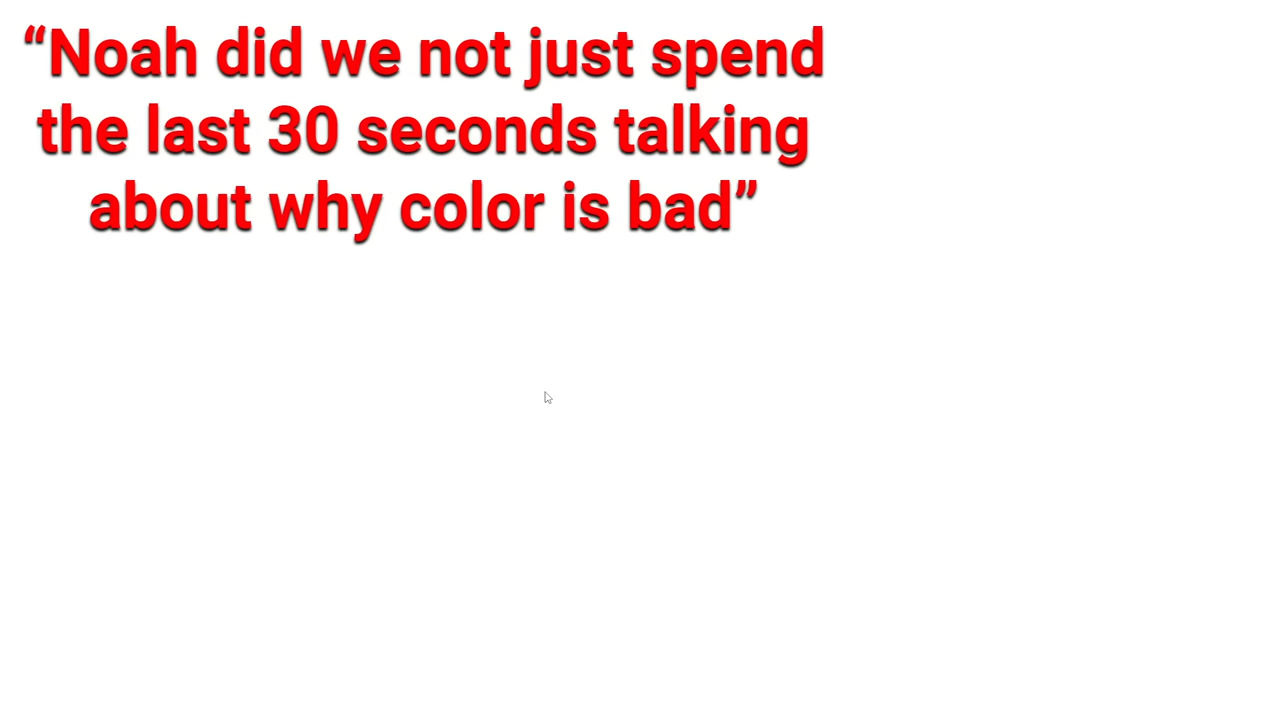 “Noah did we not just spend
the last 30 seconds talking
about why color is bad”